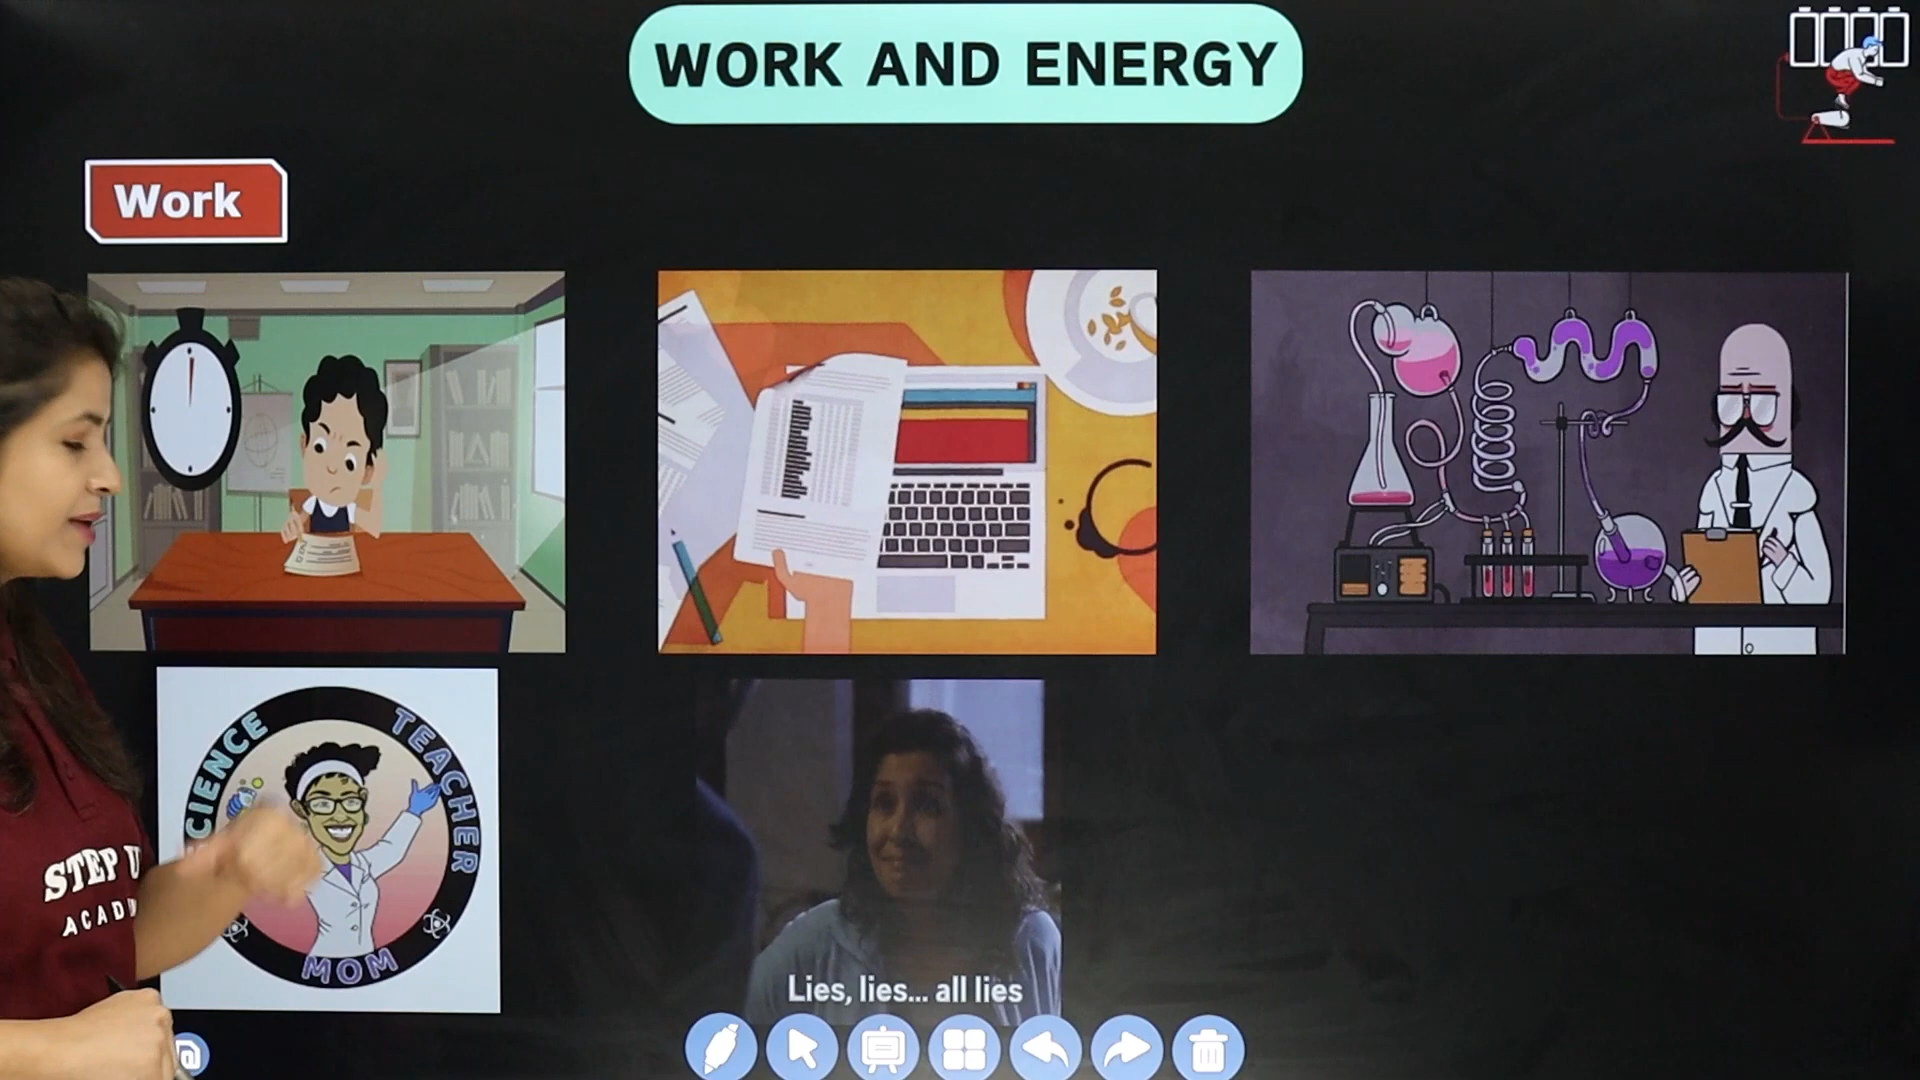 WORK AND ENERGY
Work
SCIENCE
TEACHER
MOM
STEP U
ACAD
Lies, lies... all lies